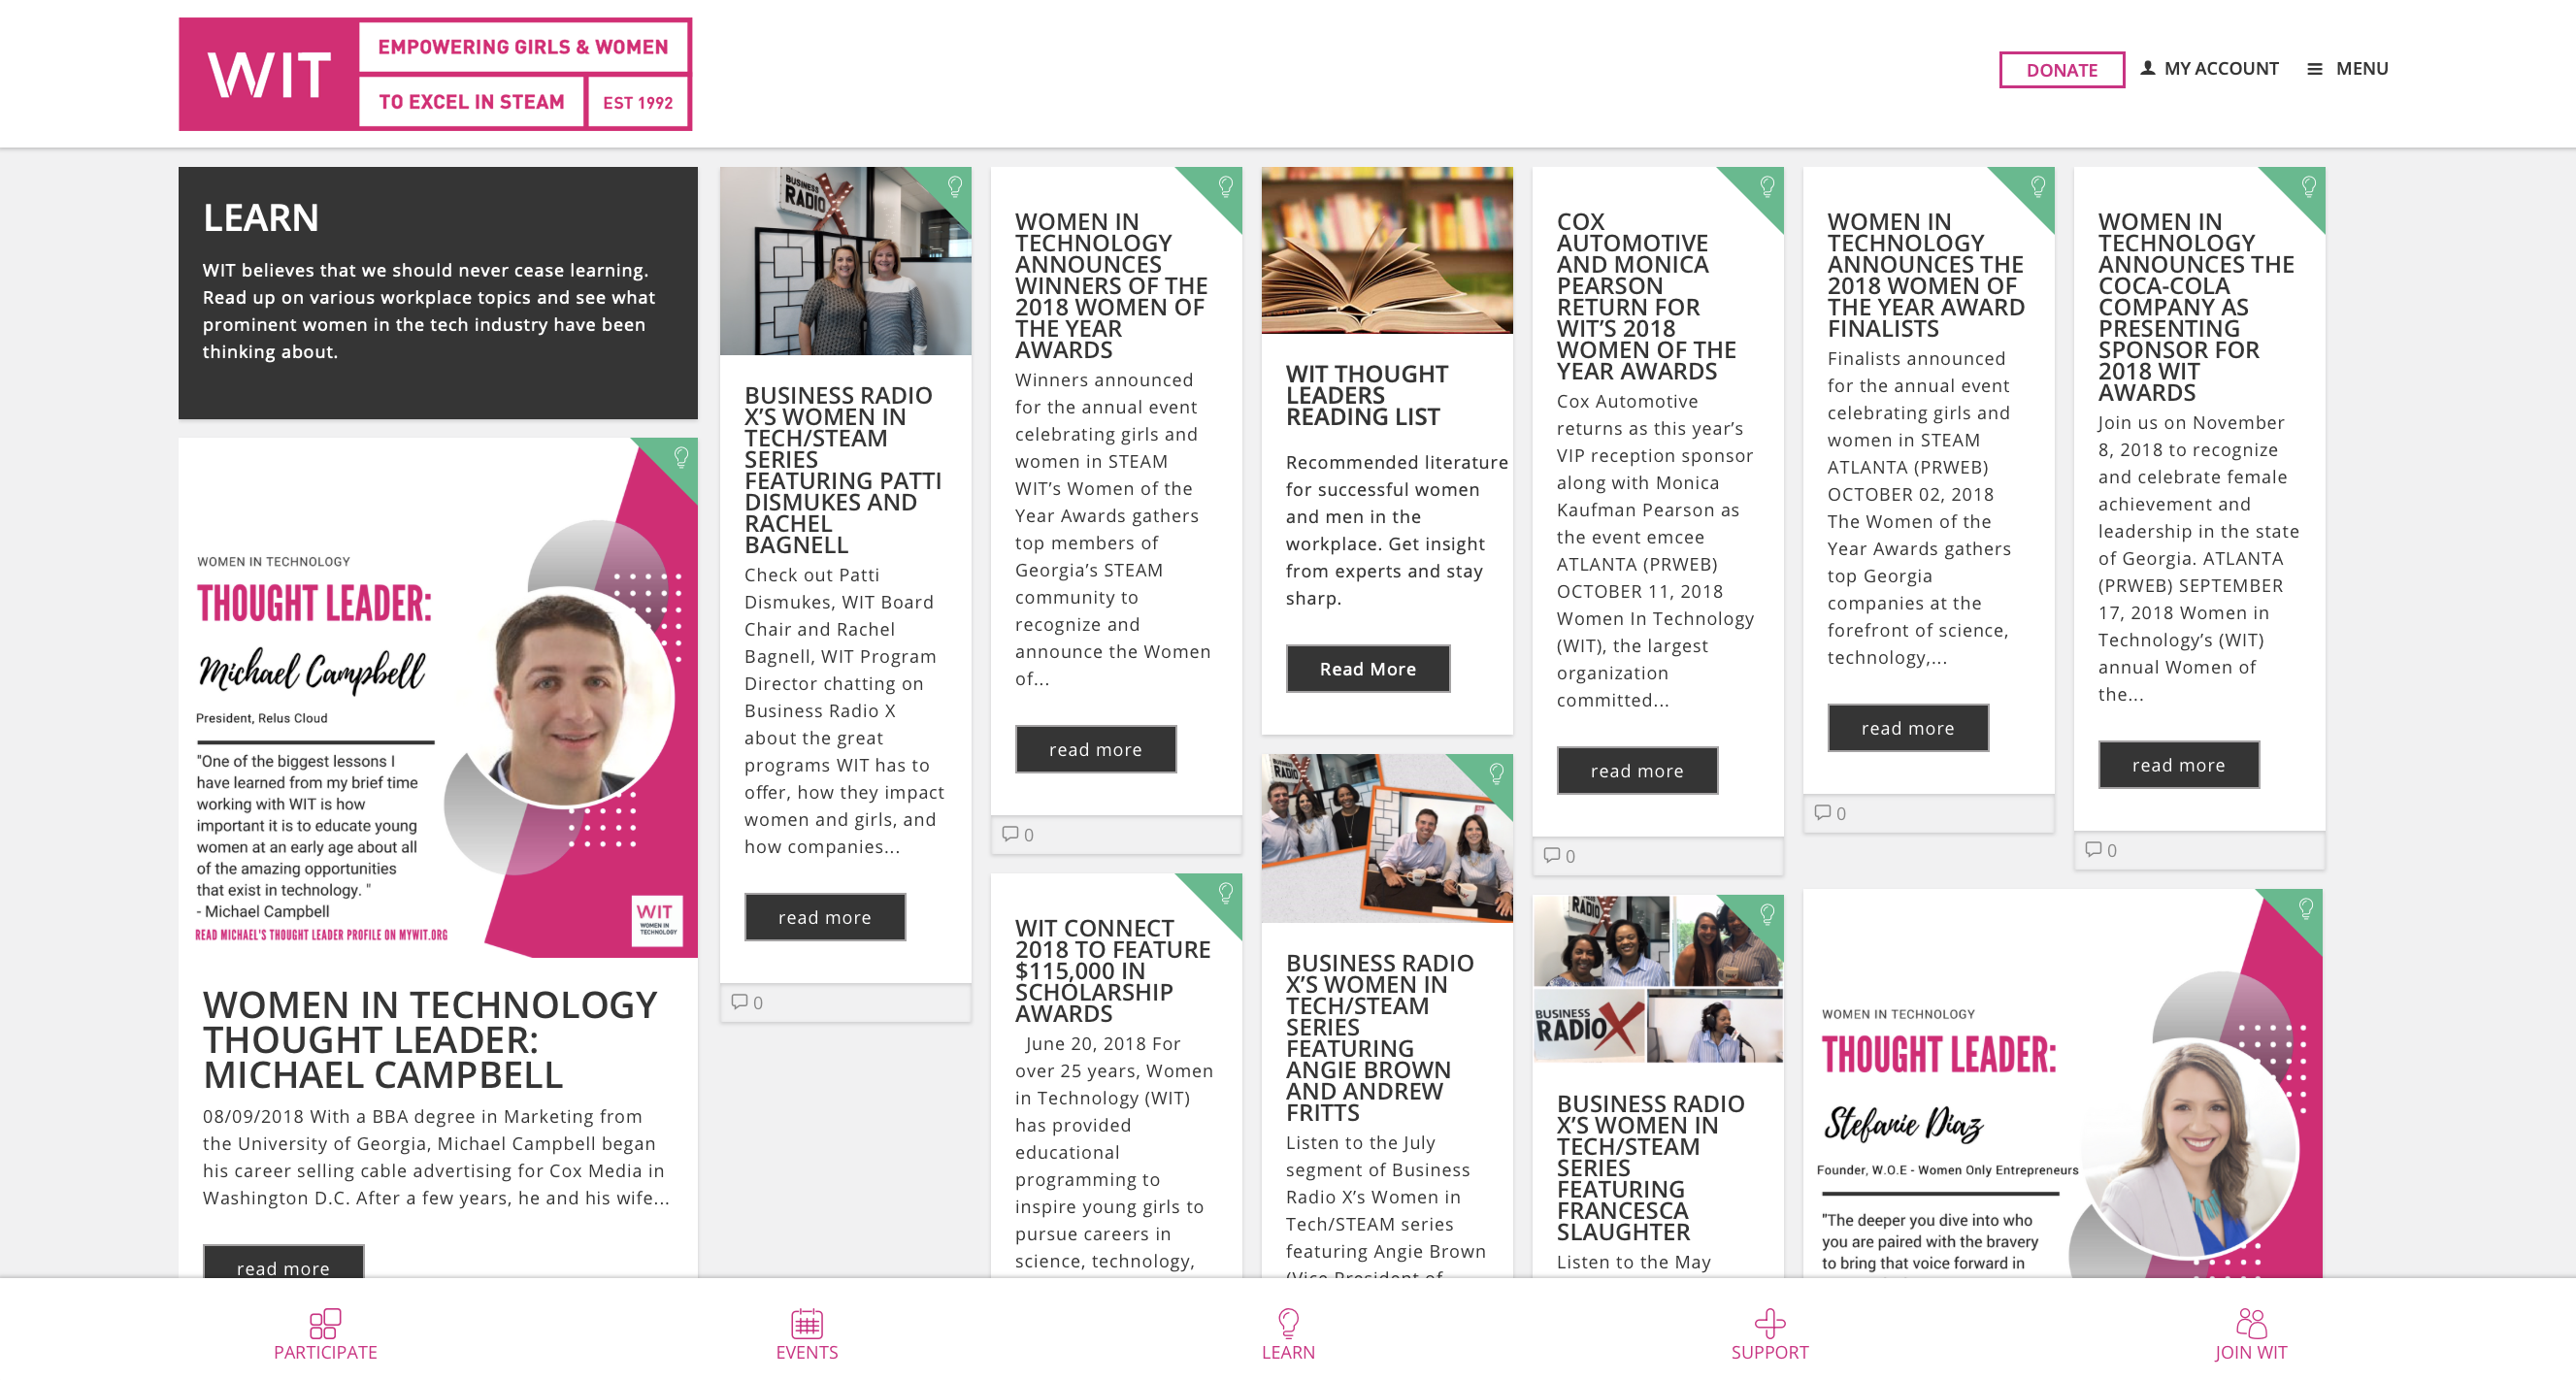 WIT
EMPOWERING GIRLS & WOMEN
TO EXCEL IN STEAM
EST 1992
DONATE
MY ACCOUNT
MENU
LEARN
WIT believes that we should never cease learning.
Read up on various workplace topics and see what
prominent women in the tech industry have been
thinking about.
WOMEN IN TECHNOLOGY
THOUGHT LEADER:
Michael Campbell
President, Relus Cloud
"One of the biggest lessons I
have learned from my brief time
working with WIT is how
important it is to educate young
women at an early age about all
of the amazing opportunities
that exist in technology. "
- Michael Campbell
READ MICHAEL'S THOUGHT LEADER PROFILE ON MYWIT.ORG
WIT
WOMEN IN
TECHNOLOGY
WOMEN IN TECHNOLOGY
THOUGHT LEADER:
MICHAEL CAMPBELL
08/09/2018 With a BBA degree in Marketing from
the University of Georgia, Michael Campbell began
his career selling cable advertising for Cox Media in
Washington D.C. After a few years, he and his wife...
read more
BUSINESS
RADIO X
BUSINESS RADIO
X’S WOMEN IN
TECH/STEAM
SERIES
FEATURING PATTI
DISMUKES AND
RACHEL
BAGNELL
Check out Patti
Dismukes, WIT Board
Chair and Rachel
Bagnell, WIT Program
Director chatting on
Business Radio X
about the great
programs WIT has to
offer, how they impact
women and girls, and
how companies...
read more
0
WOMEN IN
TECHNOLOGY
ANNOUNCES
WINNERS OF THE
2018 WOMEN OF
THE YEAR
AWARDS
Winners announced
for the annual event
celebrating girls and
women in STEAM
WIT’s Women of the
Year Awards gathers
top members of
Georgia’s STEAM
community to
recognize and
announce the Women
of...
read more
0
WIT CONNECT
2018 TO FEATURE
$115,000 IN
SCHOLARSHIP
AWARDS
June 20, 2018 For
over 25 years, Women
in Technology (WIT)
has provided
educational
programming to
inspire young girls to
pursue careers in
science, technology,
WIT THOUGHT
LEADERS
READING LIST
Recommended literature
for successful women
and men in the
workplace. Get insight
from experts and stay
sharp.
Read More
BUSINESS
RADIO
BUSINESS RADIO
X’S WOMEN IN
TECH/STEAM
SERIES
FEATURING
ANGIE BROWN
AND ANDREW
FRITTS
Listen to the July
segment of Business
Radio X’s Women in
Tech/STEAM series
featuring Angie Brown
(Vice President of
COX
AUTOMOTIVE
AND MONICA
PEARSON
RETURN FOR
WIT’S 2018
WOMEN OF THE
YEAR AWARDS
Cox Automotive
returns as this year’s
VIP reception sponsor
along with Monica
Kaufman Pearson as
the event emcee
ATLANTA (PRWEB)
OCTOBER 11, 2018
Women In Technology
(WIT), the largest
organization
committed...
read more
0
RADIO
BUSINESS
RADIO X
BUSINESS RADIO
X’S WOMEN IN
TECH/STEAM
SERIES
FEATURING
FRANCESCA
SLAUGHTER
Listen to the May
WOMEN IN
TECHNOLOGY
ANNOUNCES THE
2018 WOMEN OF
THE YEAR AWARD
FINALISTS
Finalists announced
for the annual event
celebrating girls and
women in STEAM
ATLANTA (PRWEB)
OCTOBER 02, 2018
The Women of the
Year Awards gathers
top Georgia
companies at the
forefront of science,
technology,...
read more
0
WOMEN IN
TECHNOLOGY
ANNOUNCES THE
COCA-COLA
COMPANY AS
PRESENTING
SPONSOR FOR
2018 WIT
AWARDS
Join us on November
8, 2018 to recognize
and celebrate female
achievement and
leadership in the state
of Georgia. ATLANTA
(PRWEB) SEPTEMBER
17, 2018 Women in
Technology’s (WIT)
annual Women of
the...
read more
0
WOMEN IN TECHNOLOGY
THOUGHT LEADER:
Stefanie Diaz
Founder, W.O.E - Women Only Entrepreneurs
"The deeper you dive into who
you are paired with the bravery
to bring that voice forward in
PARTICIPATE
EVENTS
LEARN
SUPPORT
JOIN WIT